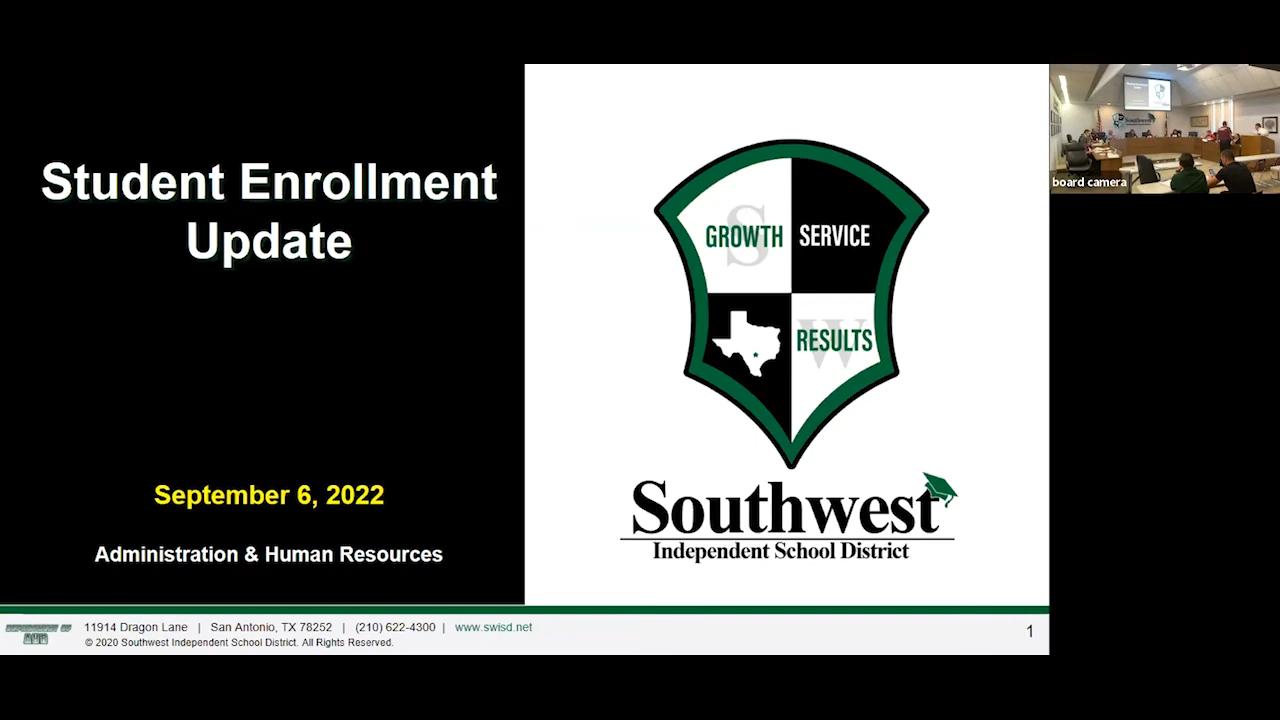 Student Enrollment
Update
September 6, 2022
Administration & Human Resources
GROWTH
SERVICE
S
RESULTS
W
Southwest
Independent School District
11914 Dragon Lane | San Antonio, TX 78252 | (210) 622-4300 | www.swisd.net
© 2020 Southwest Independent School District. All Rights Reserved.
1
Southwest
board camera